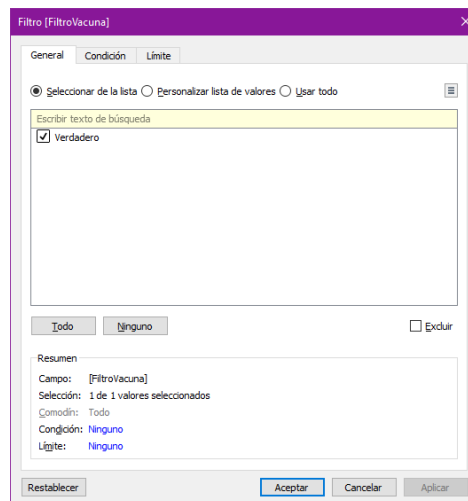 Filtro [FiltroVacuna]
General Condición Límite
Seleccionar de la lista Personalizar lista de valores Usar todo
Escribir texto de búsqueda
Verdadero
Todo Ninguno Excluir
Resumen
Campo: [FiltroVacuna]
Selección: 1 de 1 valores seleccionados
Comodín: Todo
Condición: Ninguno
Límite: Ninguno
Restablecer Aceptar Cancelar Aplicar